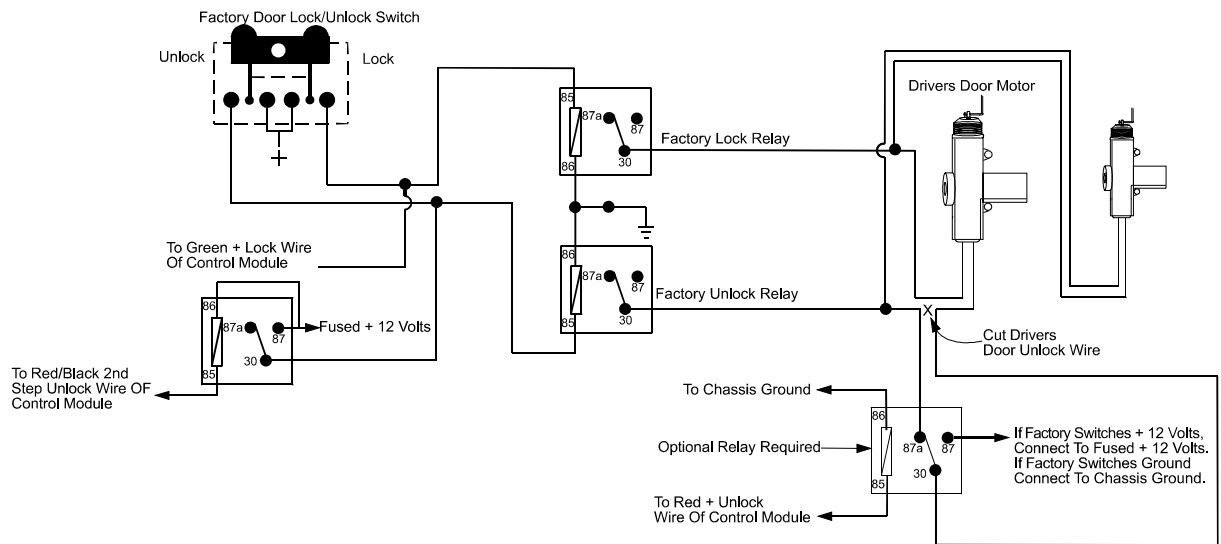 Factory Door Lock/Unlock Switch
Unlock
Lock
85
87a
87
30
86
Factory Lock Relay
Drivers Door Motor
To Green + Lock Wire
Of Control Module
86
87a
87
30
85
Factory Unlock Relay
86
87a
87
30
85
Fused + 12 Volts
To Red/Black 2nd
Step Unlock Wire OF
Control Module
X
Cut Drivers
Door Unlock Wire
To Chassis Ground
Optional Relay Required
86
87a
87
30
85
If Factory Switches + 12 Volts,
Connect To Fused + 12 Volts.
If Factory Switches Ground
Connect To Chassis Ground.
To Red + Unlock
Wire Of Control Module